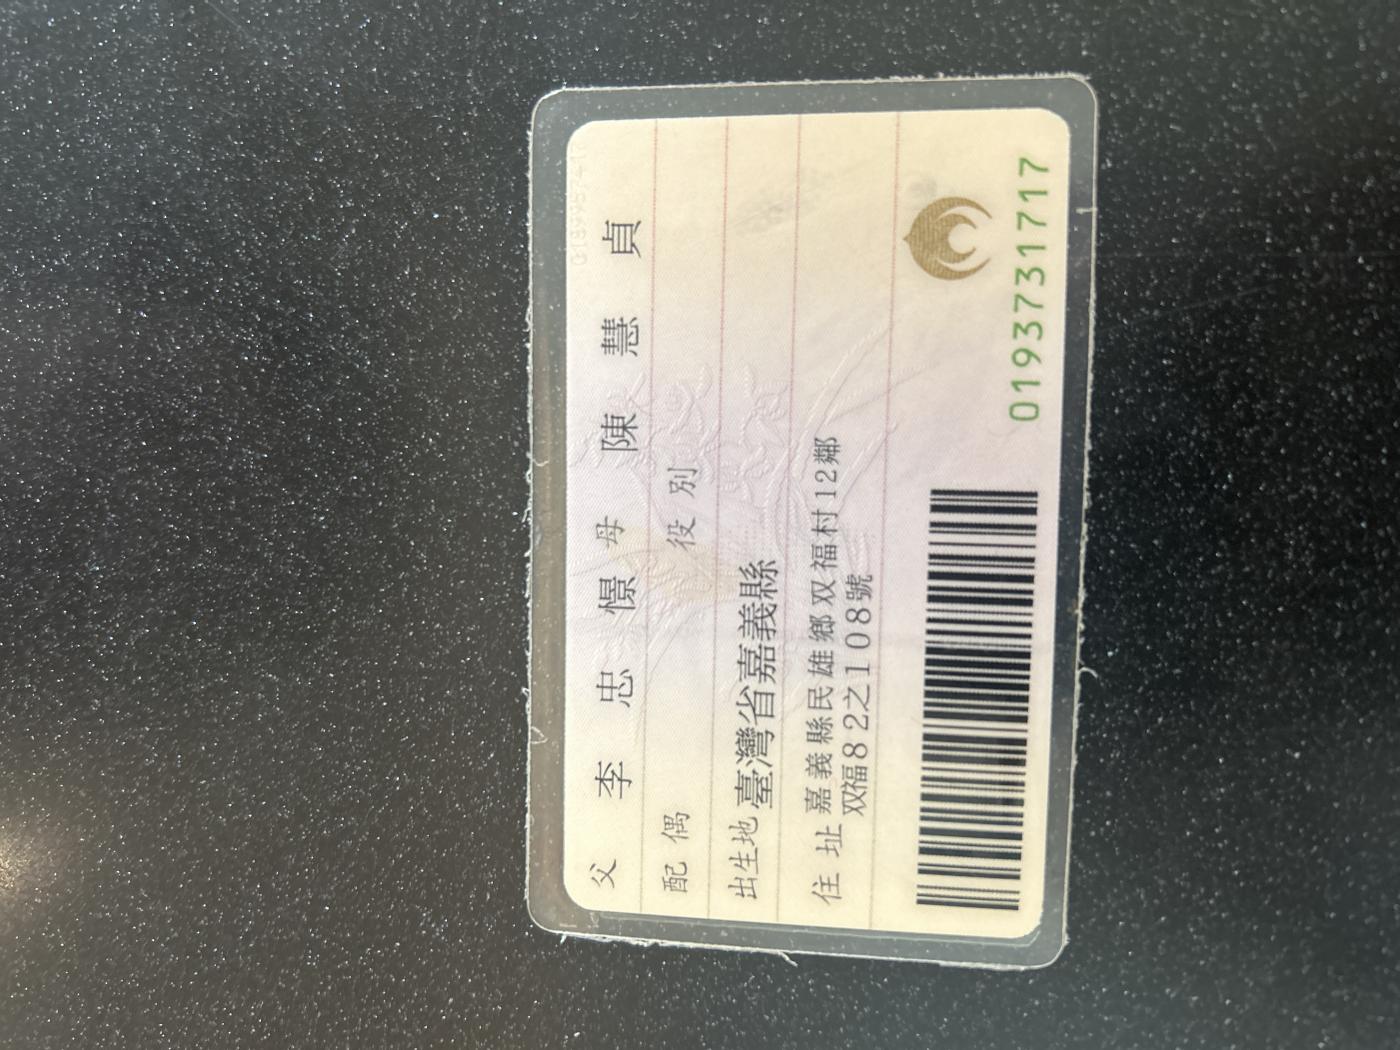 父 李忠憬 母 陳慧貞
配偶 役別
出生地 臺灣省嘉義縣
住址 嘉義縣民雄鄉双福村12鄰
双福82之108號
0193731717